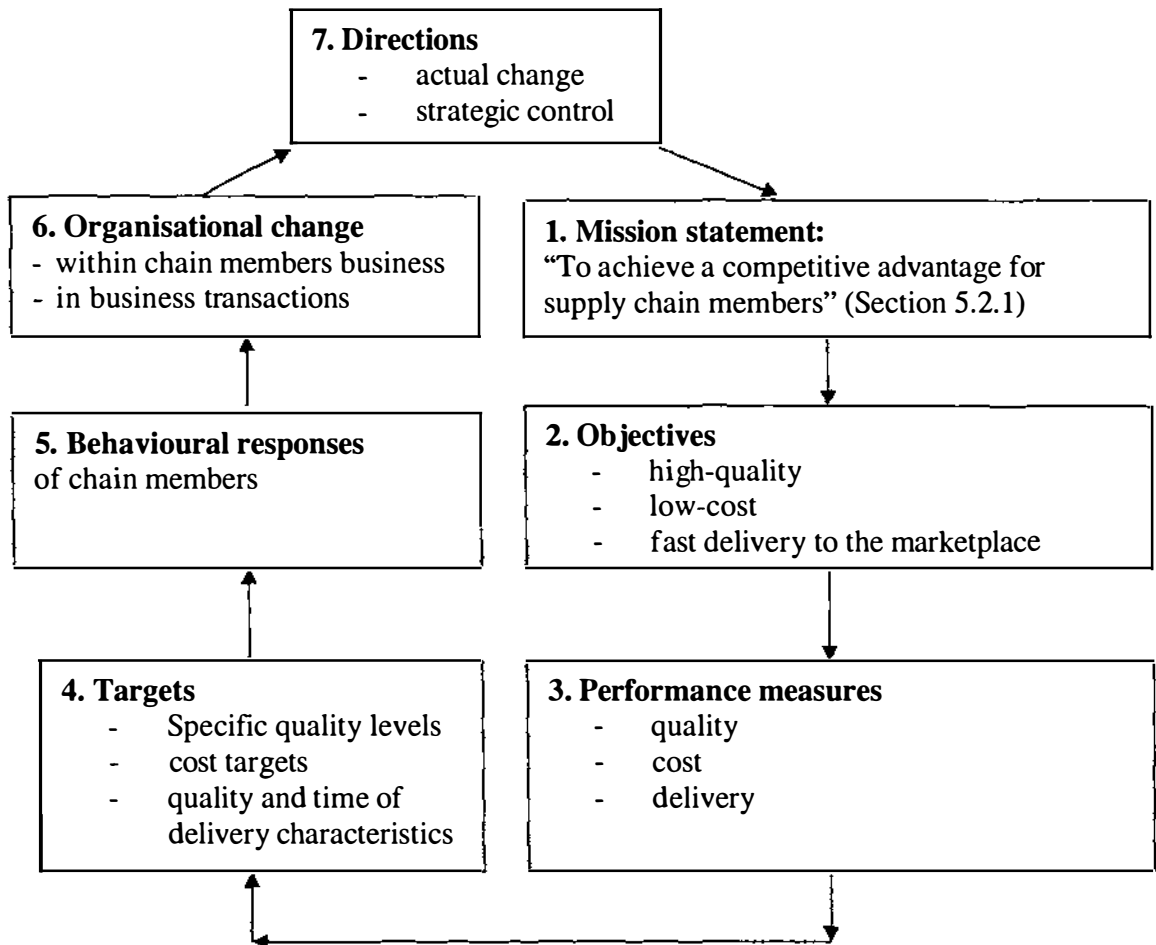 7. Directions
- actual change
- strategic control
6. Organisational change
- within chain members business
- in business transactions
1. Mission statement:
“To achieve a competitive advantage for
supply chain members” (Section 5.2.1)
5. Behavioural responses
of chain members
2. Objectives
- high-quality
- low-cost
- fast delivery to the marketplace
4. Targets
- Specific quality levels
- cost targets
- quality and time of
delivery characteristics
3. Performance measures
- quality
- cost
- delivery